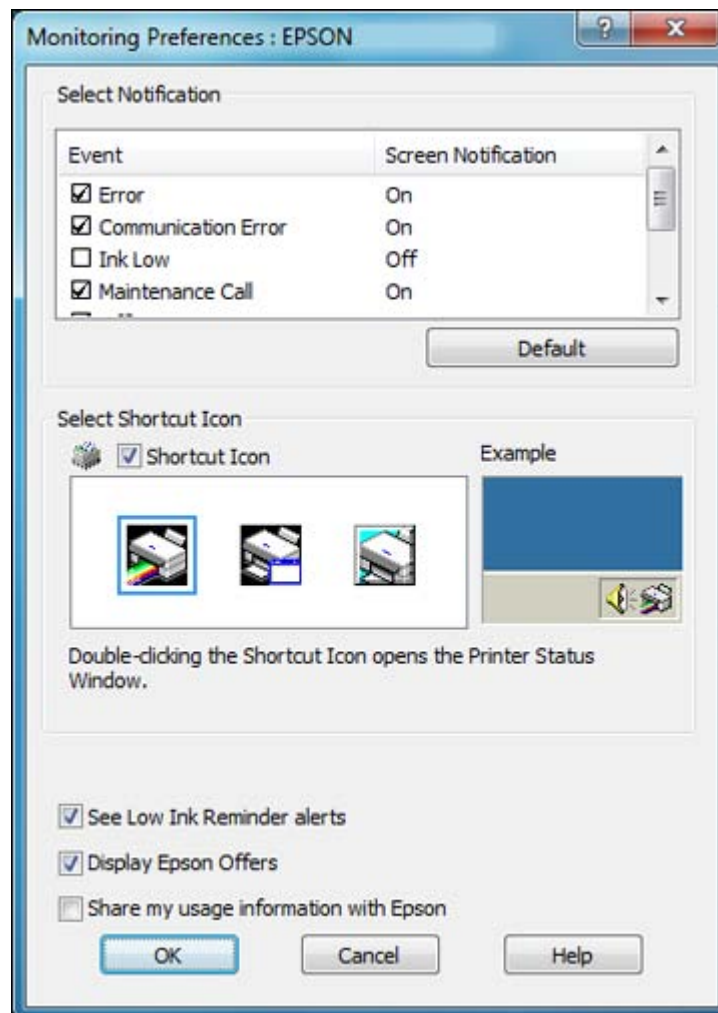 Monitoring Preferences : EPSON
Select Notification
Event Screen Notification
Error On
Communication Error On
Ink Low Off
Maintenance Call On
Default
Select Shortcut Icon
Shortcut Icon Example
Double-clicking the Shortcut Icon opens the Printer Status
Window.
See Low Ink Reminder alerts
Display Epson Offers
Share my usage information with Epson
OK Cancel Help